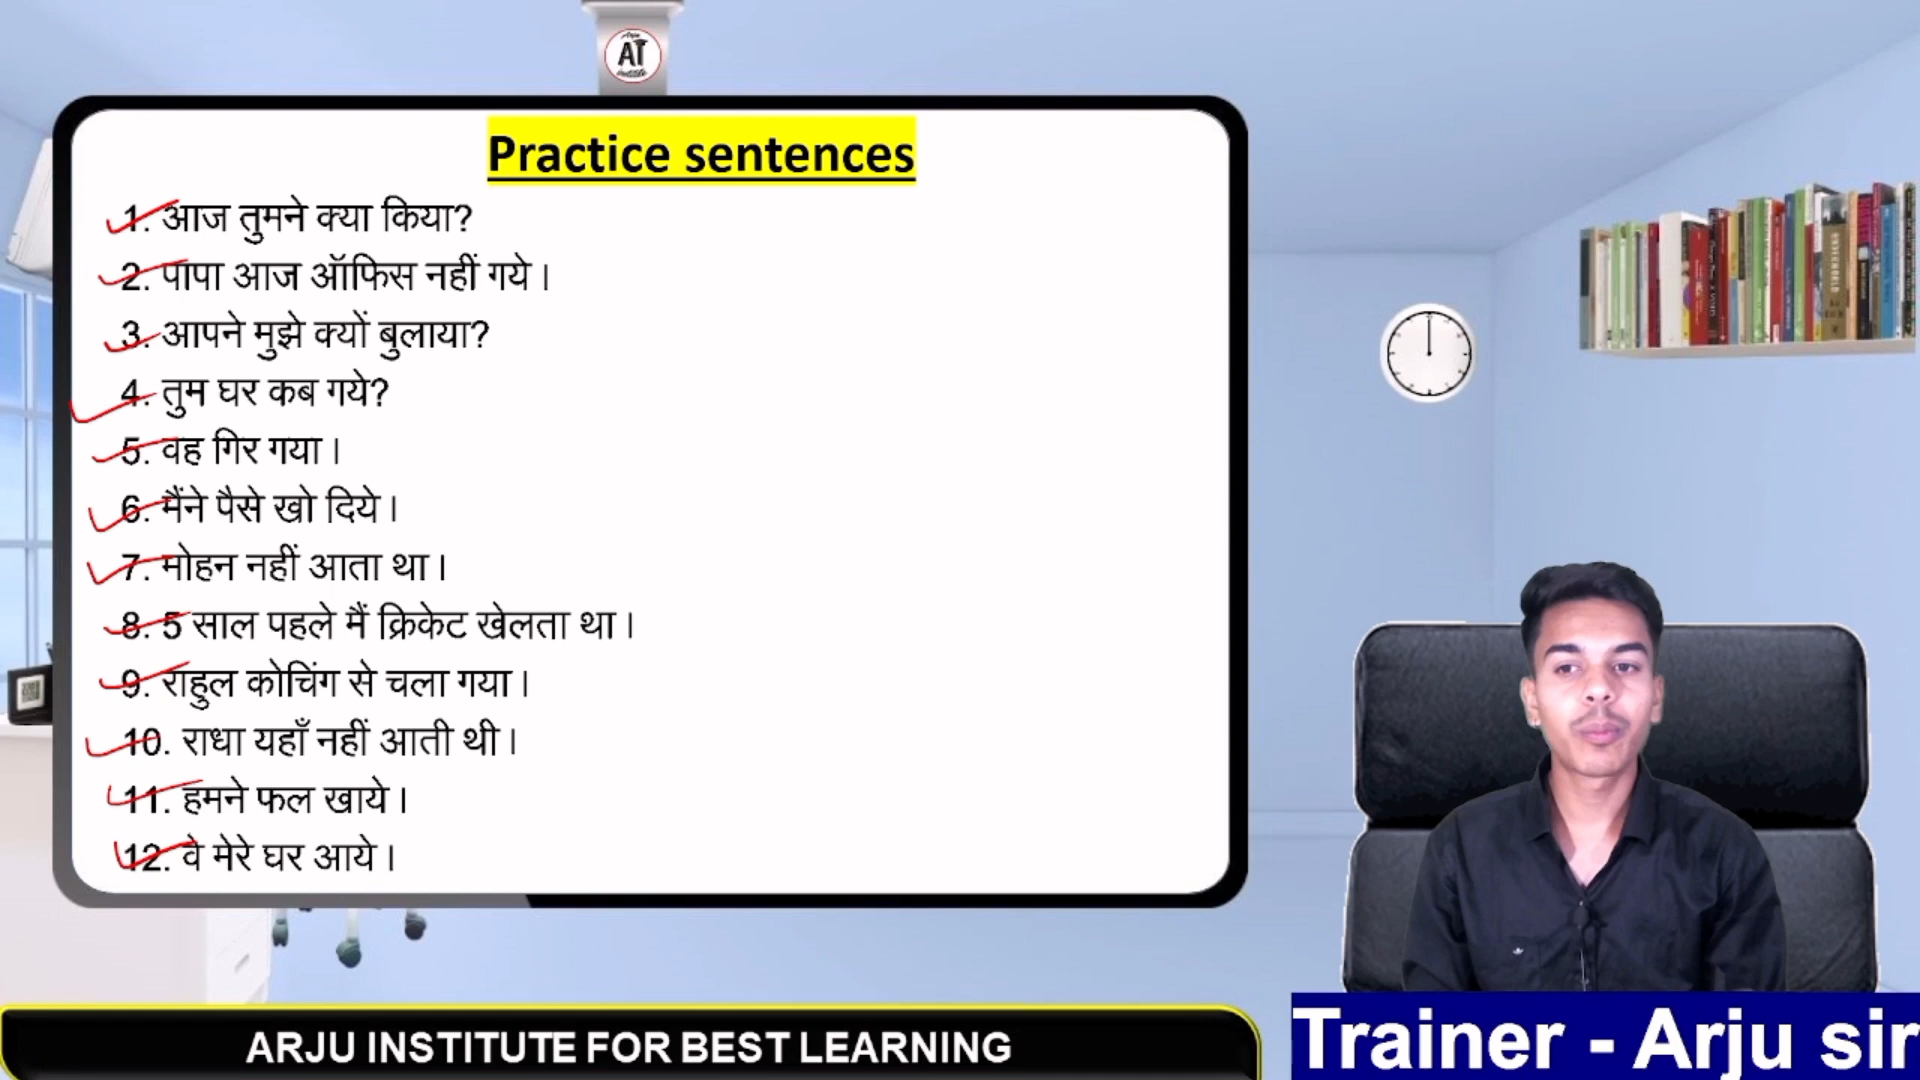 Arju
AT
institute
Practice sentences
1. आज तुमने क्या किया?
2. पापा आज ऑफिस नहीं गये।
3. आपने मुझे क्यों बुलाया?
4. तुम घर कब गये?
5. वह गिर गया।
6. मैंने पैसे खो दिये।
7. मोहन नहीं आता था।
8. 5 साल पहले मैं क्रिकेट खेलता था।
9. राहुल कोचिंग से चला गया।
10. राधा यहाँ नहीं आती थी।
11. हमने फल खाये।
12. वे मेरे घर आये।
ARJU INSTITUTE FOR BEST LEARNING
Trainer - Arju sir